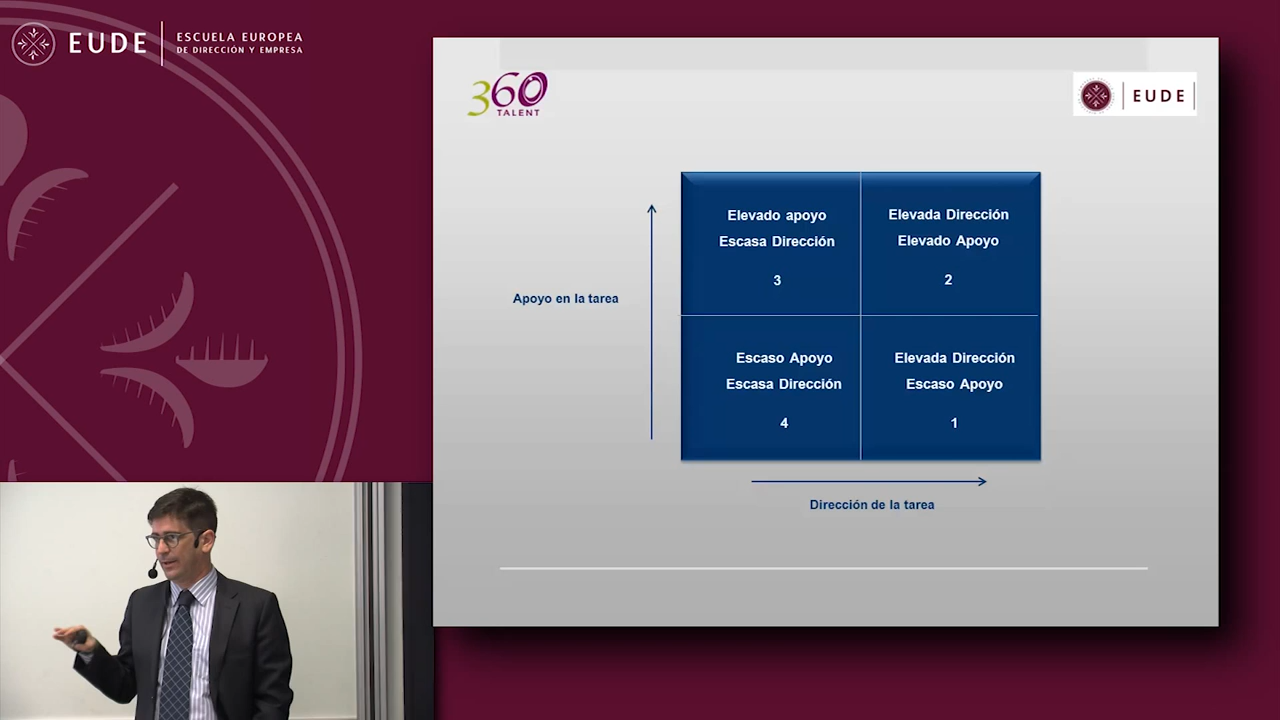 EUDE
ESCUELA EUROPEA
DE DIRECCIÓN Y EMPRESA
360
TALENT
EUDE
Elevado apoyo
Escasa Dirección
3
Elevada Dirección
Elevado Apoyo
2
Apoyo en la tarea
Escaso Apoyo
Escasa Dirección
4
Elevada Dirección
Escaso Apoyo
1
Dirección de la tarea